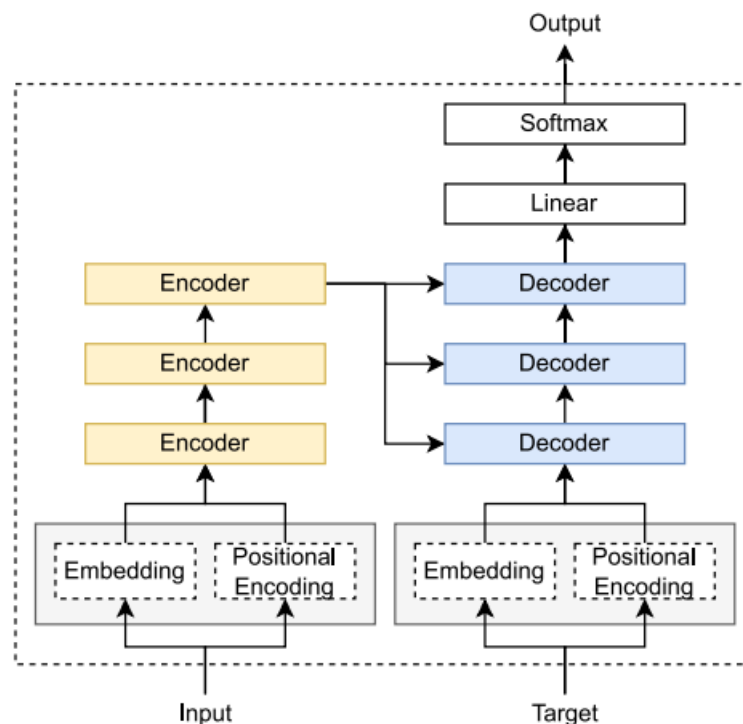 Output
Softmax
Linear
Encoder
Decoder
Encoder
Decoder
Encoder
Decoder
Embedding
Positional
Encoding
Embedding
Positional
Encoding
Input
Target